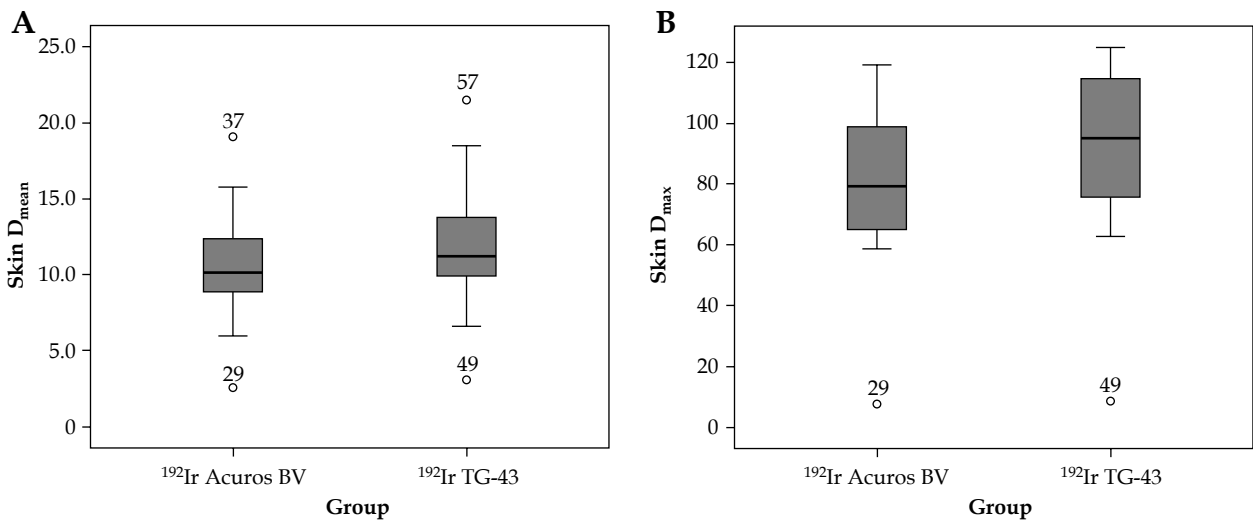 A
25.0
20.0
15.0
10.0
5.0
0
Skin Dmean
37
29
57
49
¹⁹²Ir Acuros BV
¹⁹²Ir TG-43
Group
B
120
100
80
60
40
20
0
Skin Dmax
29
49
¹⁹²Ir Acuros BV
¹⁹²Ir TG-43
Group